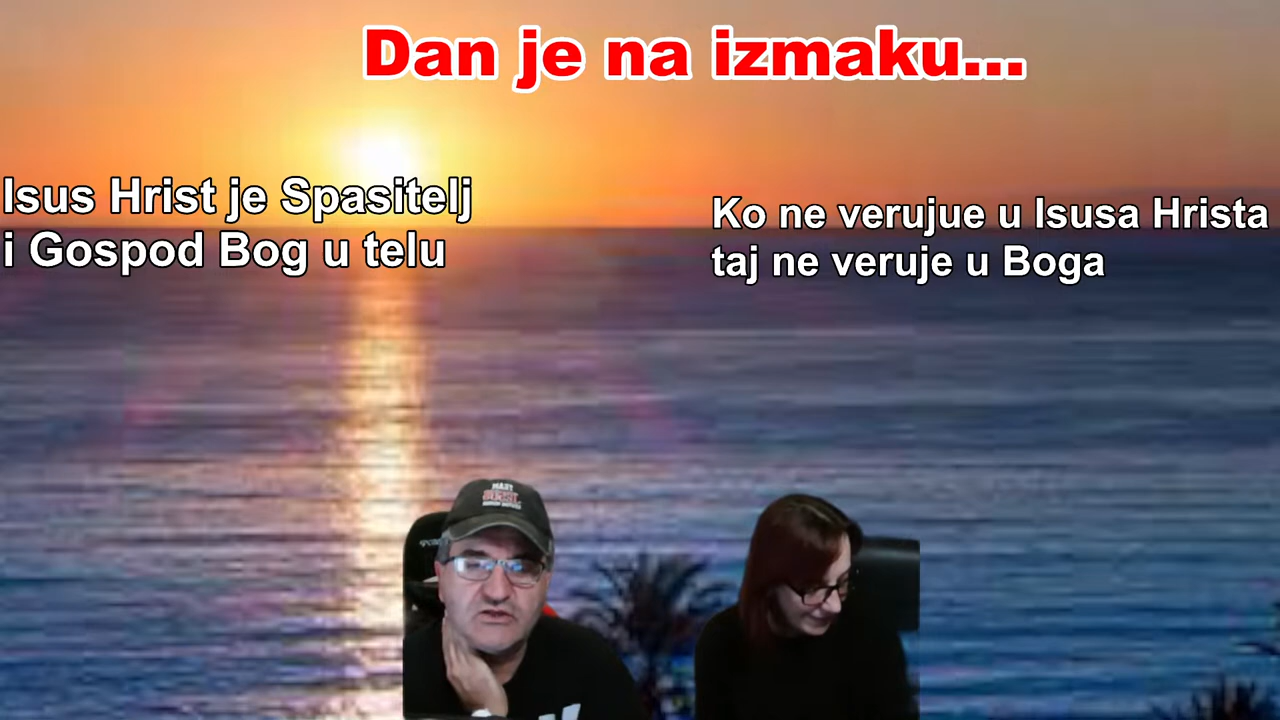 Dan je na izmaku...
Isus Hrist je Spasitelj
i Gospod Bog u telu
Ko ne verujue u Isusa Hrista
taj ne veruje u Boga